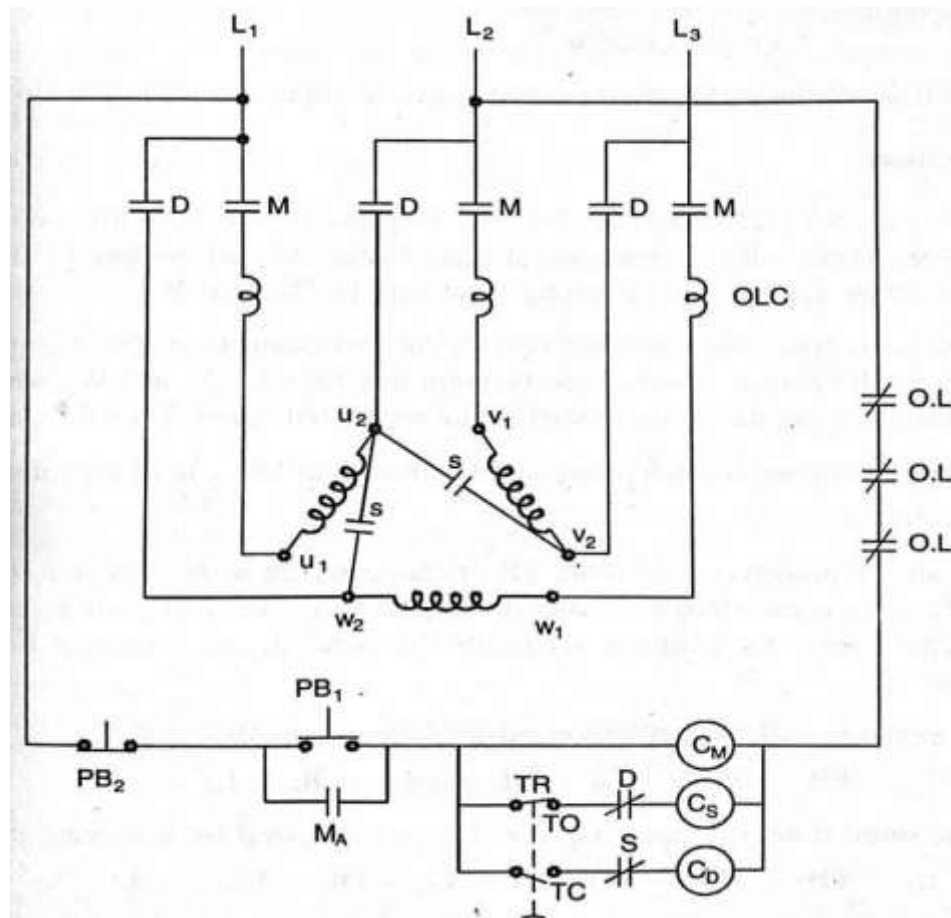 L1 L2 L3
D M D M D M
OLC
O.L
u2 v1
s
O.L
s
v2
O.L
u1
w2 w1
PB1
PB2
CM
MA
TR D
TO CS
S
TC CD